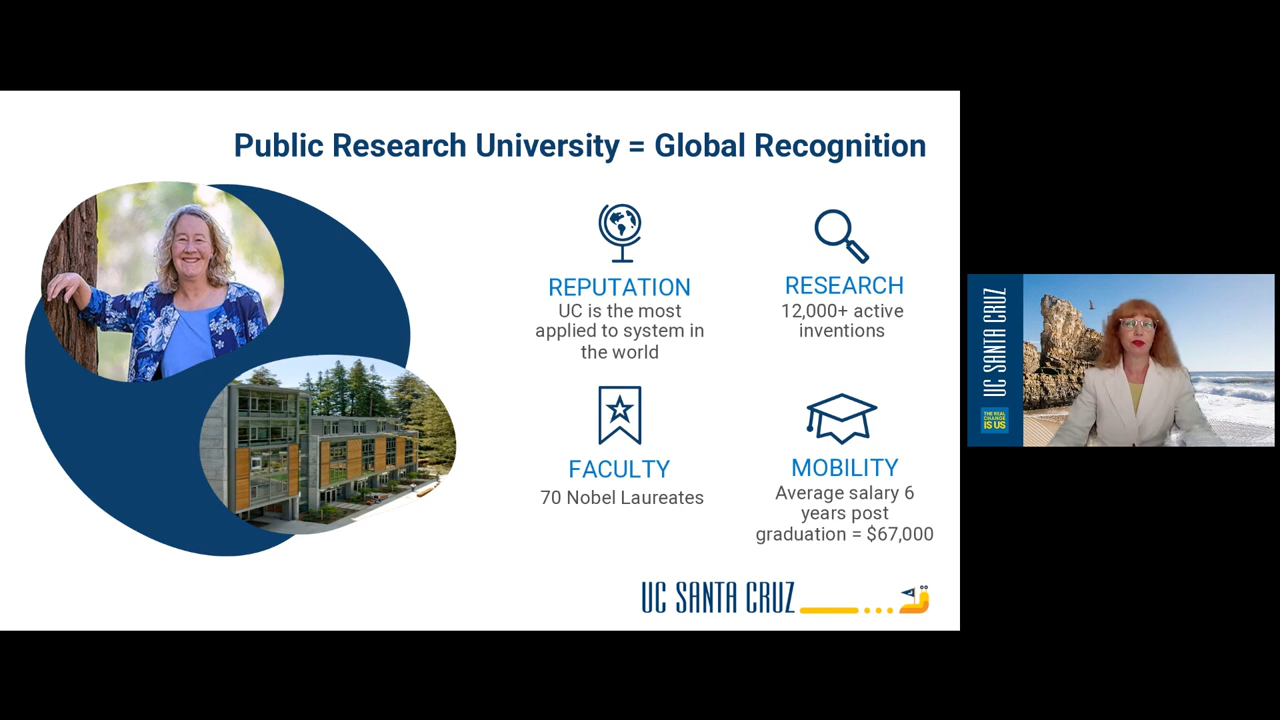 Public Research University = Global Recognition
REPUTATION
UC is the most
applied to system in
the world
RESEARCH
12,000+ active
inventions
FACULTY
70 Nobel Laureates
MOBILITY
Average salary 6
years post
graduation = $67,000
UC SANTA CRUZ
UC SANTA CRUZ
THE REAL
CHANGE
IS US